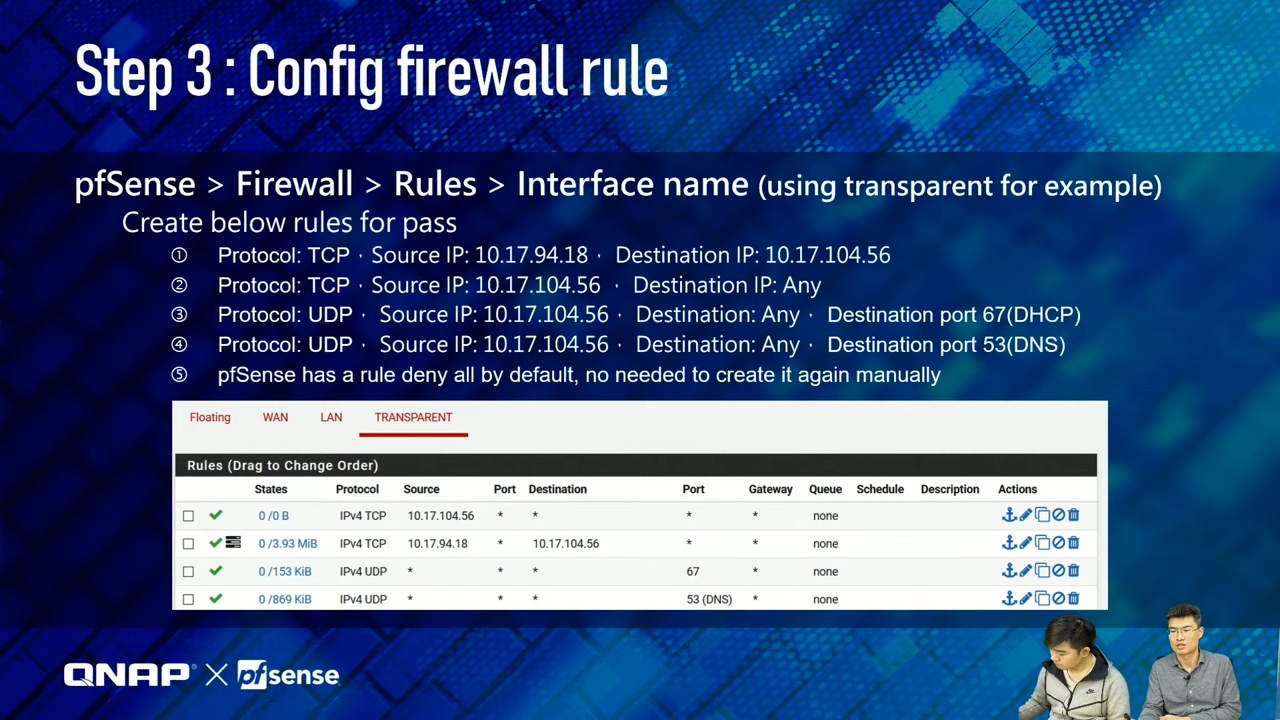 Step 3 : Config firewall rule
pfSense > Firewall > Rules > Interface name (using transparent for example)
Create below rules for pass
① Protocol: TCP · Source IP: 10.17.94.18 · Destination IP: 10.17.104.56
② Protocol: TCP · Source IP: 10.17.104.56 · Destination IP: Any
③ Protocol: UDP · Source IP: 10.17.104.56 · Destination: Any · Destination port 67(DHCP)
④ Protocol: UDP · Source IP: 10.17.104.56 · Destination: Any · Destination port 53(DNS)
⑤ pfSense has a rule deny all by default, no needed to create it again manually
Floating WAN LAN TRANSPARENT
Rules (Drag to Change Order)
States Protocol Source Port Destination Port Gateway Queue Schedule Description Actions
0 /0 B IPv4 TCP 10.17.104.56 * * * * none
0 /3.93 MiB IPv4 TCP 10.17.94.18 * 10.17.104.56 * * none
0 /153 KiB IPv4 UDP * * * 67 * none
0 /869 KiB IPv4 UDP * * * 53 (DNS) * none
QNAP® X pfsense